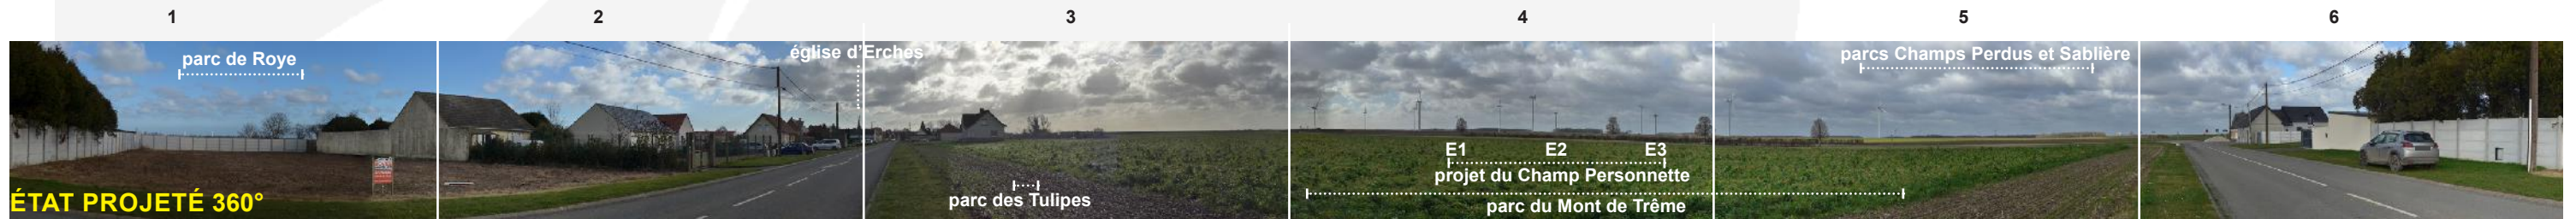 1 2 3 4 5 6
parc de Roye
église d'Erches
parcs Champs Perdus et Sablière
E1 E2 E3
projet du Champ Personnette
parc des Tulipes
parc du Mont de Trême
ÉTAT PROJETÉ 360°